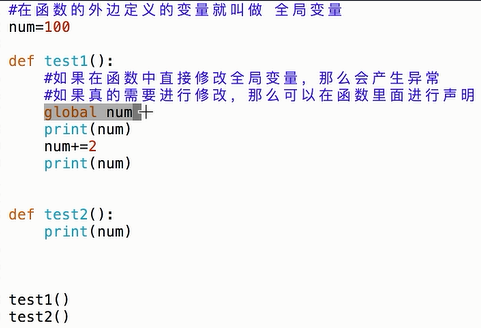 #在函数的外边定义的变量就叫做 全局变量
num=100
def test1():
#如果在函数中直接修改全局变量，那么会产生异常
#如果真的需要进行修改，那么可以在函数里面进行声明
global num
print(num)
num+=2
print(num)
def test2():
print(num)
test1()
test2()